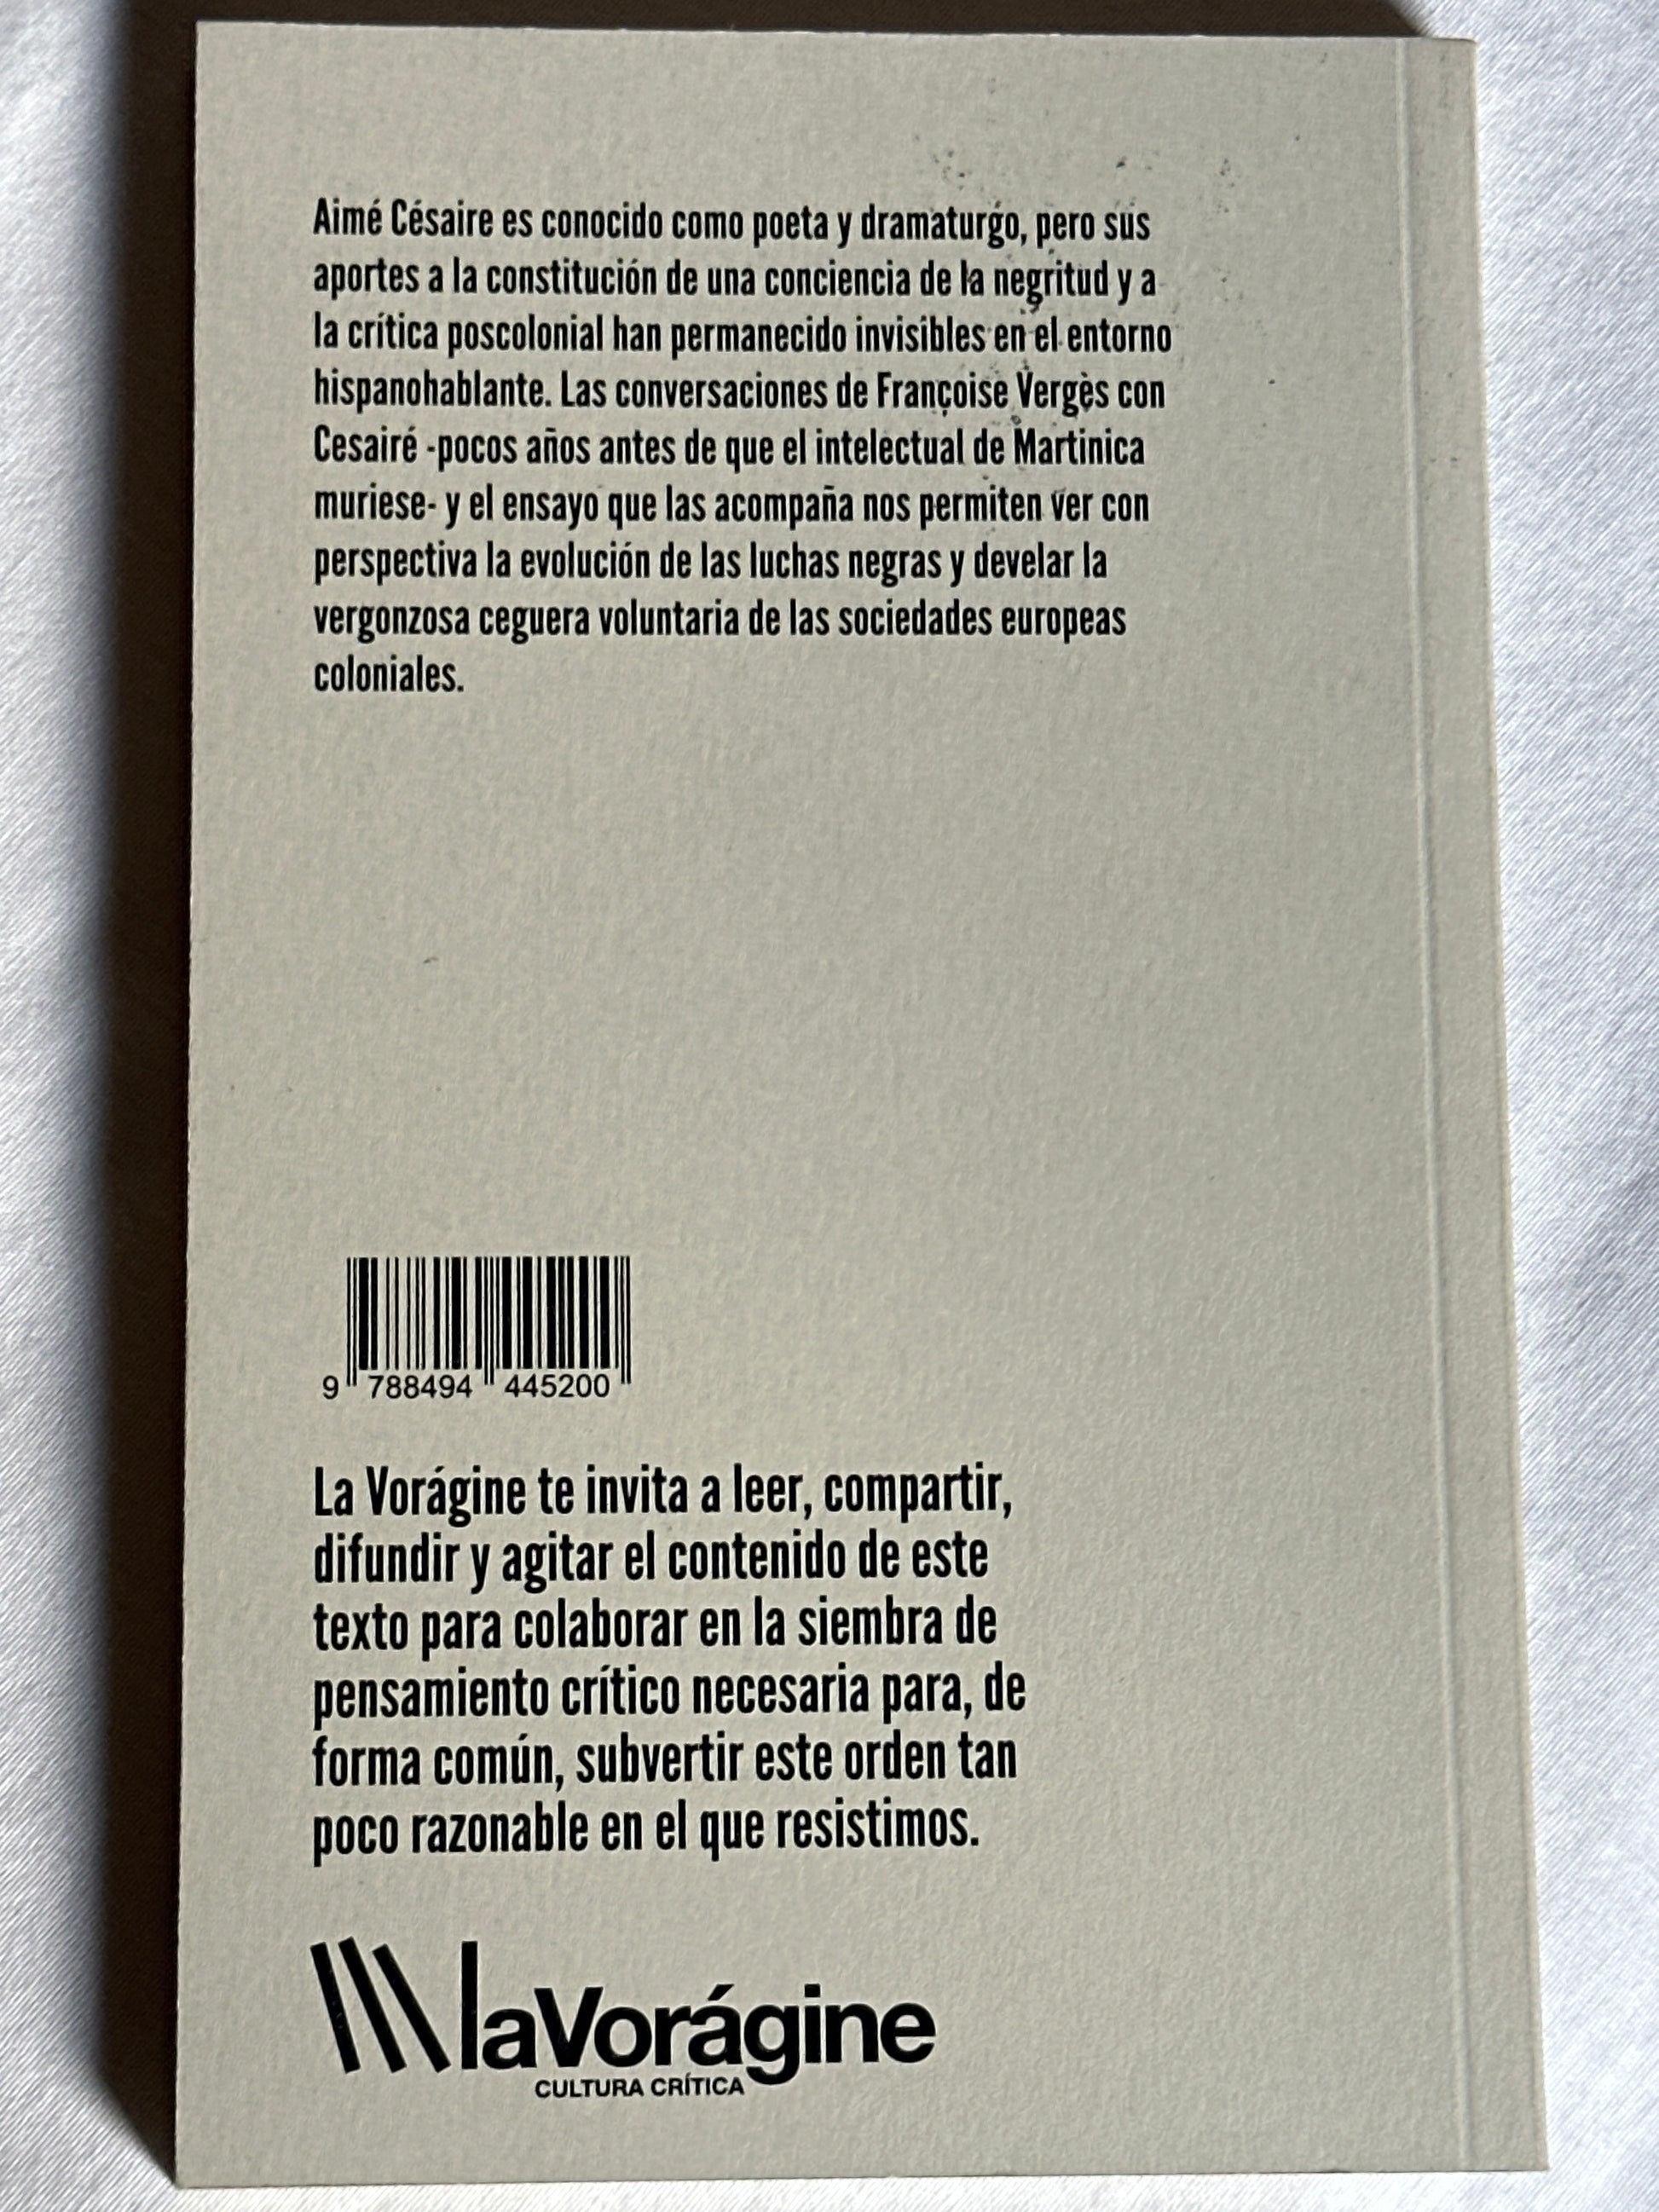 Aimé Césaire es conocido como poeta y dramaturgo, pero sus
aportes a la constitución de una conciencia de la negritud y a
la crítica poscolonial han permanecido invisibles en el entorno
hispanohablante. Las conversaciones de Françoise Vergès con
Cesairé -pocos años antes de que el intelectual de Martinica
muriese- y el ensayo que las acompaña nos permiten ver con
perspectiva la evolución de las luchas negras y develar la
vergonzosa ceguera voluntaria de las sociedades europeas
coloniales.
9 788494 445200
La Vorágine te invita a leer, compartir,
difundir y agitar el contenido de este
texto para colaborar en la siembra de
pensamiento crítico necesaria para, de
forma común, subvertir este orden tan
poco razonable en el que resistimos.
laVorágine
CULTURA CRÍTICA